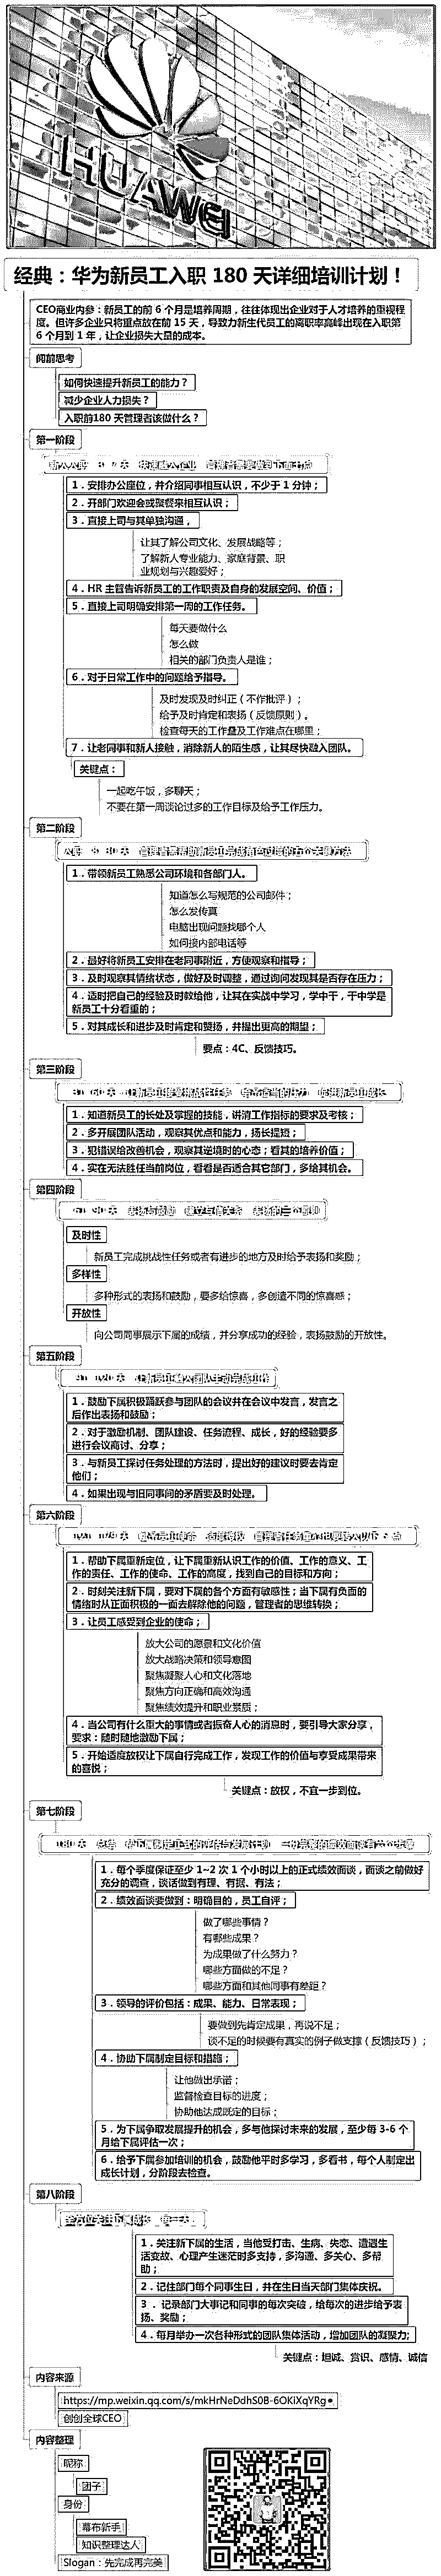 HUAWEI
经典：华为新员工入职 180 天详细培训计划！
CEO商业内参：新员工的前 6 个月是培养周期，往往体现出企业对于人才培养的重视程
度。但许多企业只将重点放在前 15 天，导致新生代员工的离职率高峰出现在入职第
6 个月到 1 年，让企业损失大量的成本。
阅前思考
如何快速提升新员工的能力？
减少企业人力损失？
入职前180 天管理者该做什么？
第一阶段
1．安排办公座位，并介绍同事相互认识，不少于 1 分钟；
2．开部门欢迎会或聚餐来相互认识；
3．直接上司与其单独沟通，
让其了解公司文化、发展战略等；
了解新人专业能力、家庭背景、职
业规划与兴趣爱好；
4．HR 主管告诉新员工的工作职责及自身的发展空间、价值；
5．直接上司明确安排第一周的工作任务。
每天要做什么
怎么做
相关的部门负责人是谁；
6．对于日常工作中的问题给予指导。
及时发现及时纠正（不作批评）；
给予及时肯定和表扬（反馈原则）。
检查每天的工作量及工作难点在哪里；
7．让老同事和新人接触，消除新人的陌生感，让其尽快融入团队。
关键点：
一起吃午饭，多聊天；
不要在第一周谈论过多的工作目标及给予工作压力。
第二阶段
1．带领新员工熟悉公司环境和各部门人。
知道怎么写规范的公司邮件；
怎么发传真
电脑出现问题找哪个人
如何接内部电话等
2．最好将新员工安排在老同事附近，方便观察和指导；
3．及时观察其情绪状态，做好及时调整，通过询问发现其是否存在压力；
4．适时把自己的经验及时教给他，让其在实战中学习，学中干，干中学是
新员工十分看重的；
5．对其成长和进步及时肯定和赞扬，并提出更高的期望；
要点：4C、反馈技巧。
第三阶段
1．知道新员工的长处及掌握的技能，讲清工作指标的要求及考核；
2．多开展团队活动，观察其优点和能力，扬长提短；
3．犯错误给改善机会，观察其逆境时的心态；看其的培养价值；
4．实在无法胜任当前岗位，看看是否适合其它部门，多给其机会。
第四阶段
及时性
新员工完成挑战性任务或者有进步的地方及时给予表扬和奖励；
多样性
多种形式的表扬和鼓励，要多给惊喜，多创造不同的惊喜感；
开放性
向公司同事展示下属的成绩，并分享成功的经验，表扬鼓励的开放性。
第五阶段
1．鼓励下属积极踊跃参与团队的会议并在会议中发言，发言之
后作出表扬和鼓励；
2．对于激励机制、团队建设、任务流程、成长，好的经验要多
进行会议商讨、分享；
3．与新员工探讨任务处理的方法时，提出好的建议时要去肯定
他们；
4．如果出现与旧同事间的矛盾要及时处理。
第六阶段
1．帮助下属重新定位，让下属重新认识工作的价值、工作的意义、工
作的责任、工作的使命、工作的高度，找到自己的目标和方向；
2．时刻关注新下属，要对下属的各个方面有敏感性；当下属有负面的
情绪时从正面积极的一面去解除他的问题，管理者的思维转换；
3．让员工感受到企业的使命；
放大公司的愿景和文化价值
放大战略决策和领导意图
聚焦凝聚人心和文化落地
聚焦方向正确和高效沟通
聚焦绩效提升和职业素质；
4．当公司有什么重大的事情或者振奋人心的消息时，要引导大家分享，
要求：随时随地激励下属；
5．开始适度放权让下属自行完成工作，发现工作的价值与享受成果带来
的喜悦；
关键点：放权，不宜一步到位。
第七阶段
1．每个季度保证至少 1~2 次 1 个小时以上的正式绩效面谈，面谈之前做好
充分的调查，谈话做到有理、有据、有法；
2．绩效面谈要做到：明确目的，员工自评；
做了哪些事情？
有哪些成果？
为成果做了什么努力？
哪些方面做的不足？
哪些方面和其他同事有差距？
3．领导的评价包括：成果、能力、日常表现；
要做到先肯定成果，再说不足；
谈不足的时候要有真实的例子做支撑（反馈技巧）；
4．协助下属制定目标和措施；
让他做出承诺；
监督检查目标的进度；
协助他达成既定的目标；
5．为下属争取发展提升的机会，多与他探讨未来的发展，至少每 3-6 个
月给下属评估一次；
6．给予下属参加培训的机会，鼓励他平时多学习，多看书，每个人制定出
成长计划，分阶段去检查。
第八阶段
1．关注新下属的生活，当他受打击、生病、失恋、遭遇生
活变故、心理产生迷茫时多支持，多沟通、多关心、多帮
助；
2．记住部门每个同事生日，并在生日当天部门集体庆祝。
3．记录部门大事记和同事的每次突破，给每次的进步给予表
扬、奖励；
4．每月举办一次各种形式的团队集体活动，增加团队的凝聚力;
关键点：坦诚、赏识、感情、诚信
内容来源
https://mp.weixin.qq.com/s/mkHrNeDdhS0B-6OKiXqYRg
创创全球CEO
内容整理
昵称
团子
身份
幕布新手
知识整理达人
Slogan：先完成再完美